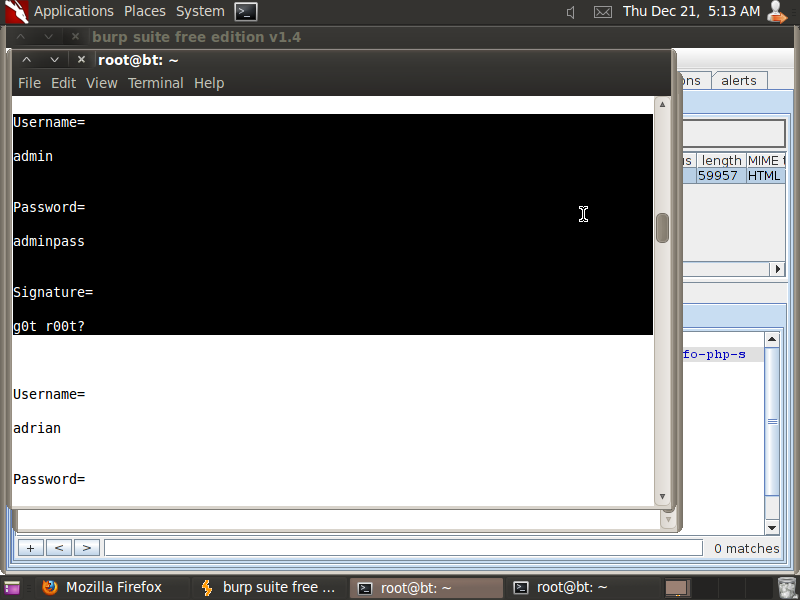 Applications Places System Thu Dec 21, 5:13 AM
burp suite free edition v1.4
root@bt: ~
File Edit View Terminal Help
ons alerts
us length MIME t
59957 HTML
Username=
admin
Password=
adminpass
Signature=
g0t r00t?
fo-php-s
Username=
adrian
Password=
+ < > 0 matches
Mozilla Firefox burp suite free ... root@bt: ~ root@bt: ~